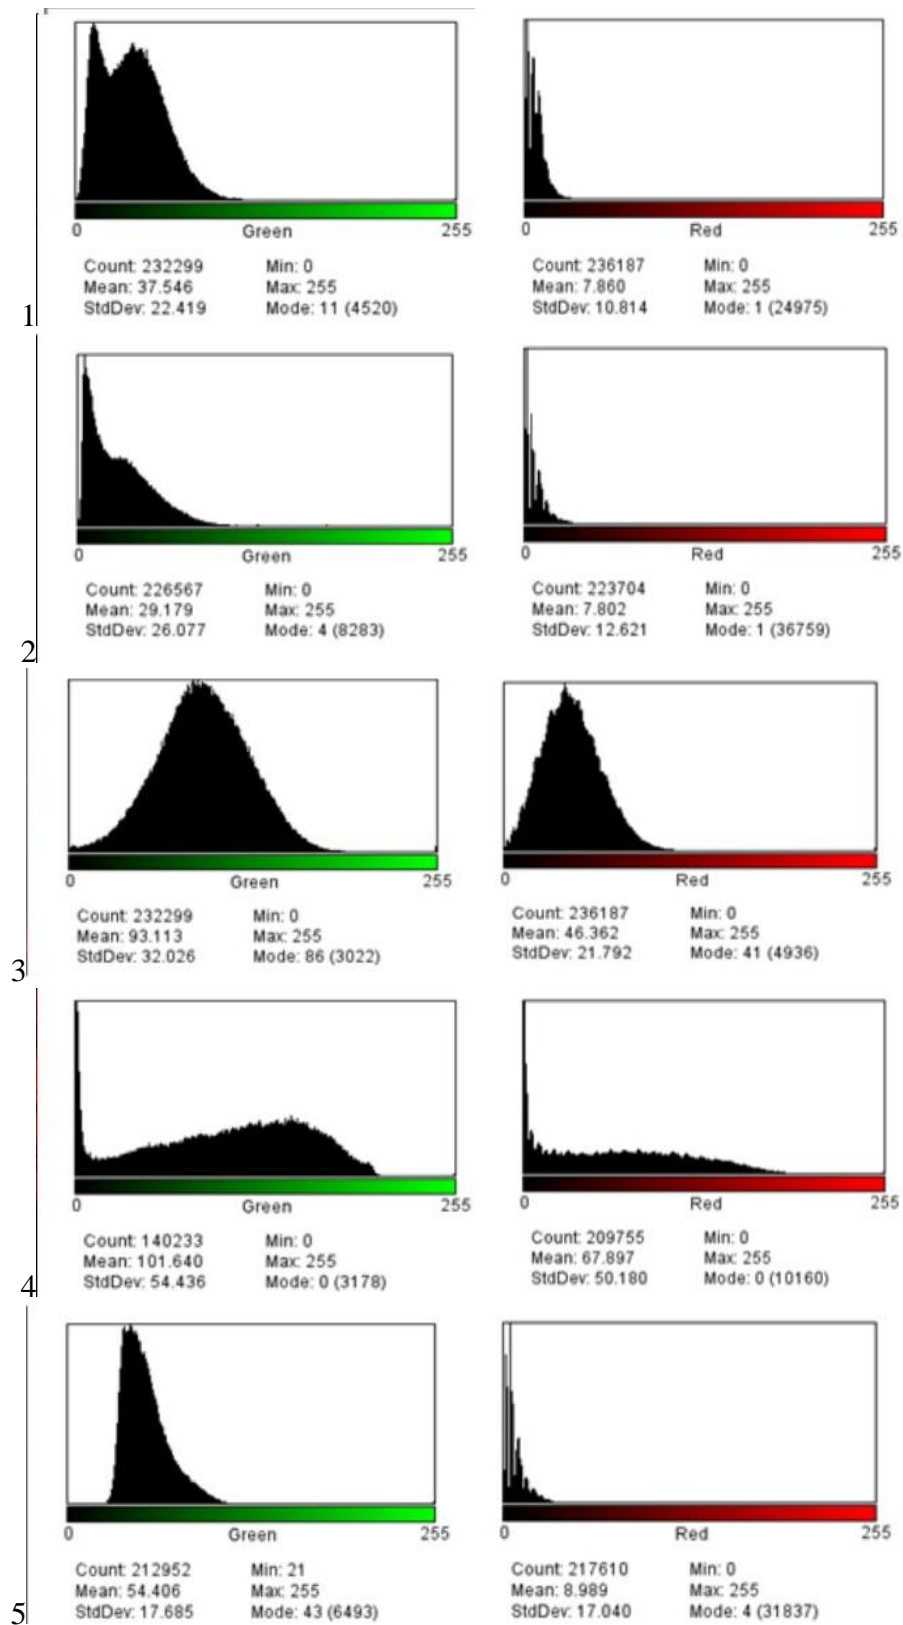 0 Green 255
0 Red 255
Count: 232299 Min: 0
Mean: 37.546 Max: 255
StdDev: 22.419 Mode: 11 (4520)
Count: 236187 Min: 0
Mean: 7.860 Max: 255
StdDev: 10.814 Mode: 1 (24975)
1
0 Green 255
0 Red 255
Count: 226567 Min: 0
Mean: 29.179 Max: 255
StdDev: 26.077 Mode: 4 (8283)
Count: 223704 Min: 0
Mean: 7.802 Max: 255
StdDev: 12.621 Mode: 1 (36759)
2
0 Green 255
0 Red 255
Count: 232299 Min: 0
Mean: 93.113 Max: 255
StdDev: 32.026 Mode: 86 (3022)
Count: 236187 Min: 0
Mean: 46.362 Max: 255
StdDev: 21.792 Mode: 41 (4936)
3
0 Green 255
0 Red 255
Count: 140233 Min: 0
Mean: 101.640 Max: 255
StdDev: 54.436 Mode: 0 (3178)
Count: 209755 Min: 0
Mean: 67.897 Max: 255
StdDev: 50.180 Mode: 0 (10160)
4
0 Green 255
0 Red 255
Count: 212952 Min: 21
Mean: 54.406 Max: 255
StdDev: 17.685 Mode: 43 (6493)
Count: 217610 Min: 0
Mean: 8.989 Max: 255
StdDev: 17.040 Mode: 4 (31837)
5